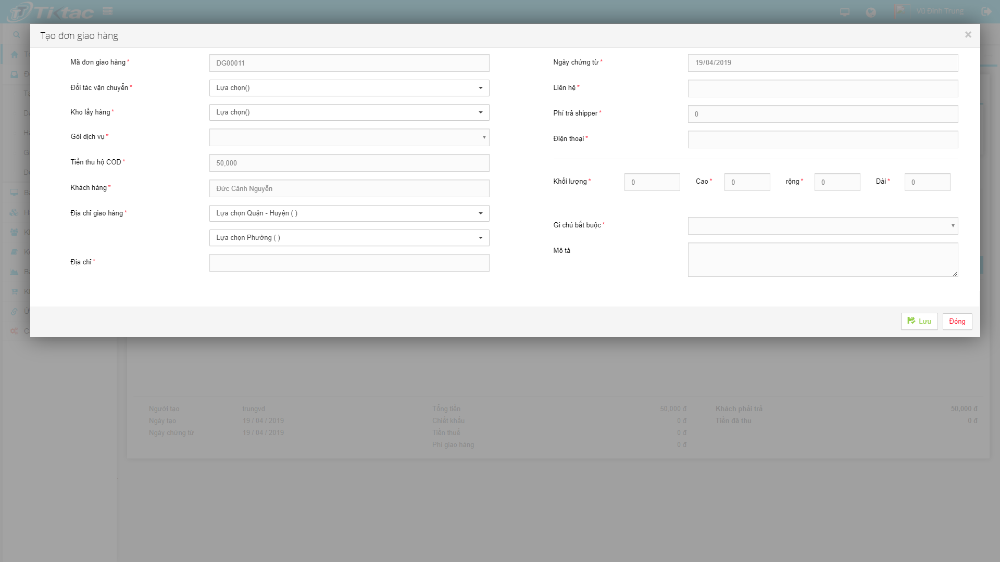 Tiktac
Vũ Đình Trung
Tạo đơn giao hàng
×
Mã đơn giao hàng *
DG00011
Đối tác vận chuyển *
Lựa chọn()
Kho lấy hàng *
Lựa chọn()
Gói dịch vụ *
Tiền thu hộ COD *
50,000
Khách hàng *
Đức Cảnh Nguyễn
Địa chỉ giao hàng *
Lựa chọn Quận - Huyện ( )
Lựa chọn Phường ( )
Địa chỉ *
Ngày chứng từ *
19/04/2019
Liên hệ *
Phí trả shipper *
0
Điện thoại *
Khối lượng * 0 Cao * 0 rộng * 0 Dài * 0
Gi chú bắt buộc *
Mô tả
Lưu Đóng
Người tạo trungvd
Ngày tạo 19 / 04 / 2019
Ngày chứng từ 19 / 04 / 2019
Tổng tiền 50,000 đ
Chiết khấu 0 đ
Tiền thuế 0 đ
Phí giao hàng 0 đ
Khách phải trả 50,000 đ
Tiền đã thu 0 đ